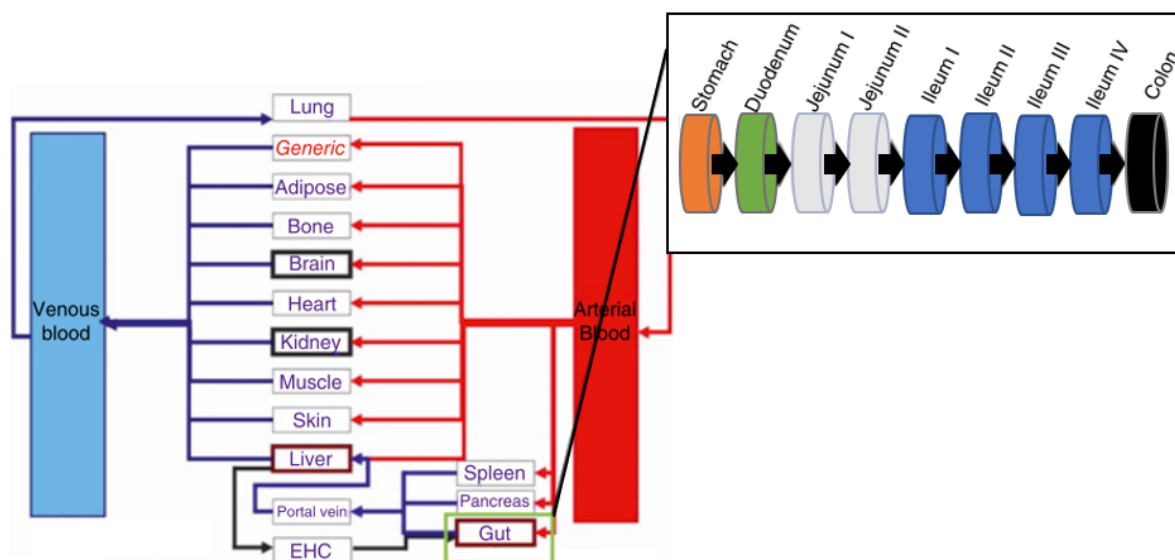 Stomach
Duodenum
Jejunum I
Jejunum II
Ileum I
Ileum II
Ileum III
Ileum IV
Colon
Lung
Generic
Adipose
Bone
Brain
Heart
Venous
blood
Arterial
Blood
Kidney
Muscle
Skin
Liver
Spleen
Pancreas
Portal vein
Gut
EHC